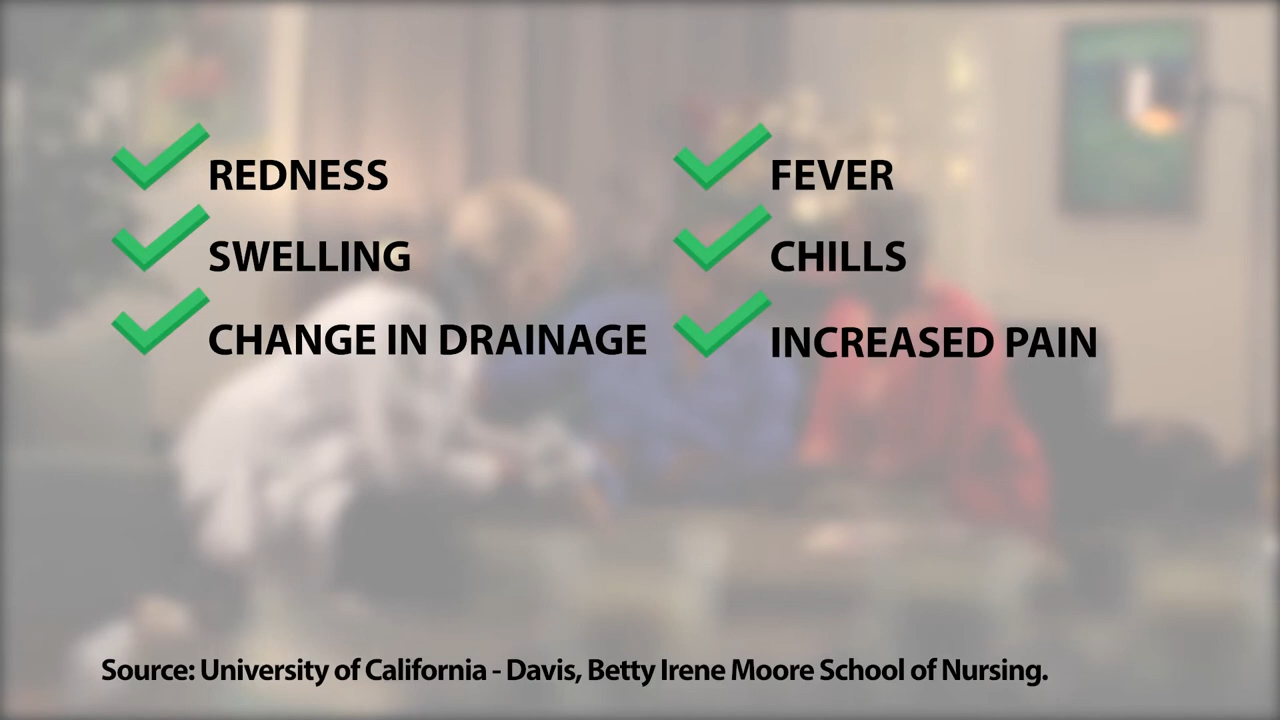 REDNESS
SWELLING
CHANGE IN DRAINAGE
FEVER
CHILLS
INCREASED PAIN
Source: University of California - Davis, Betty Irene Moore School of Nursing.